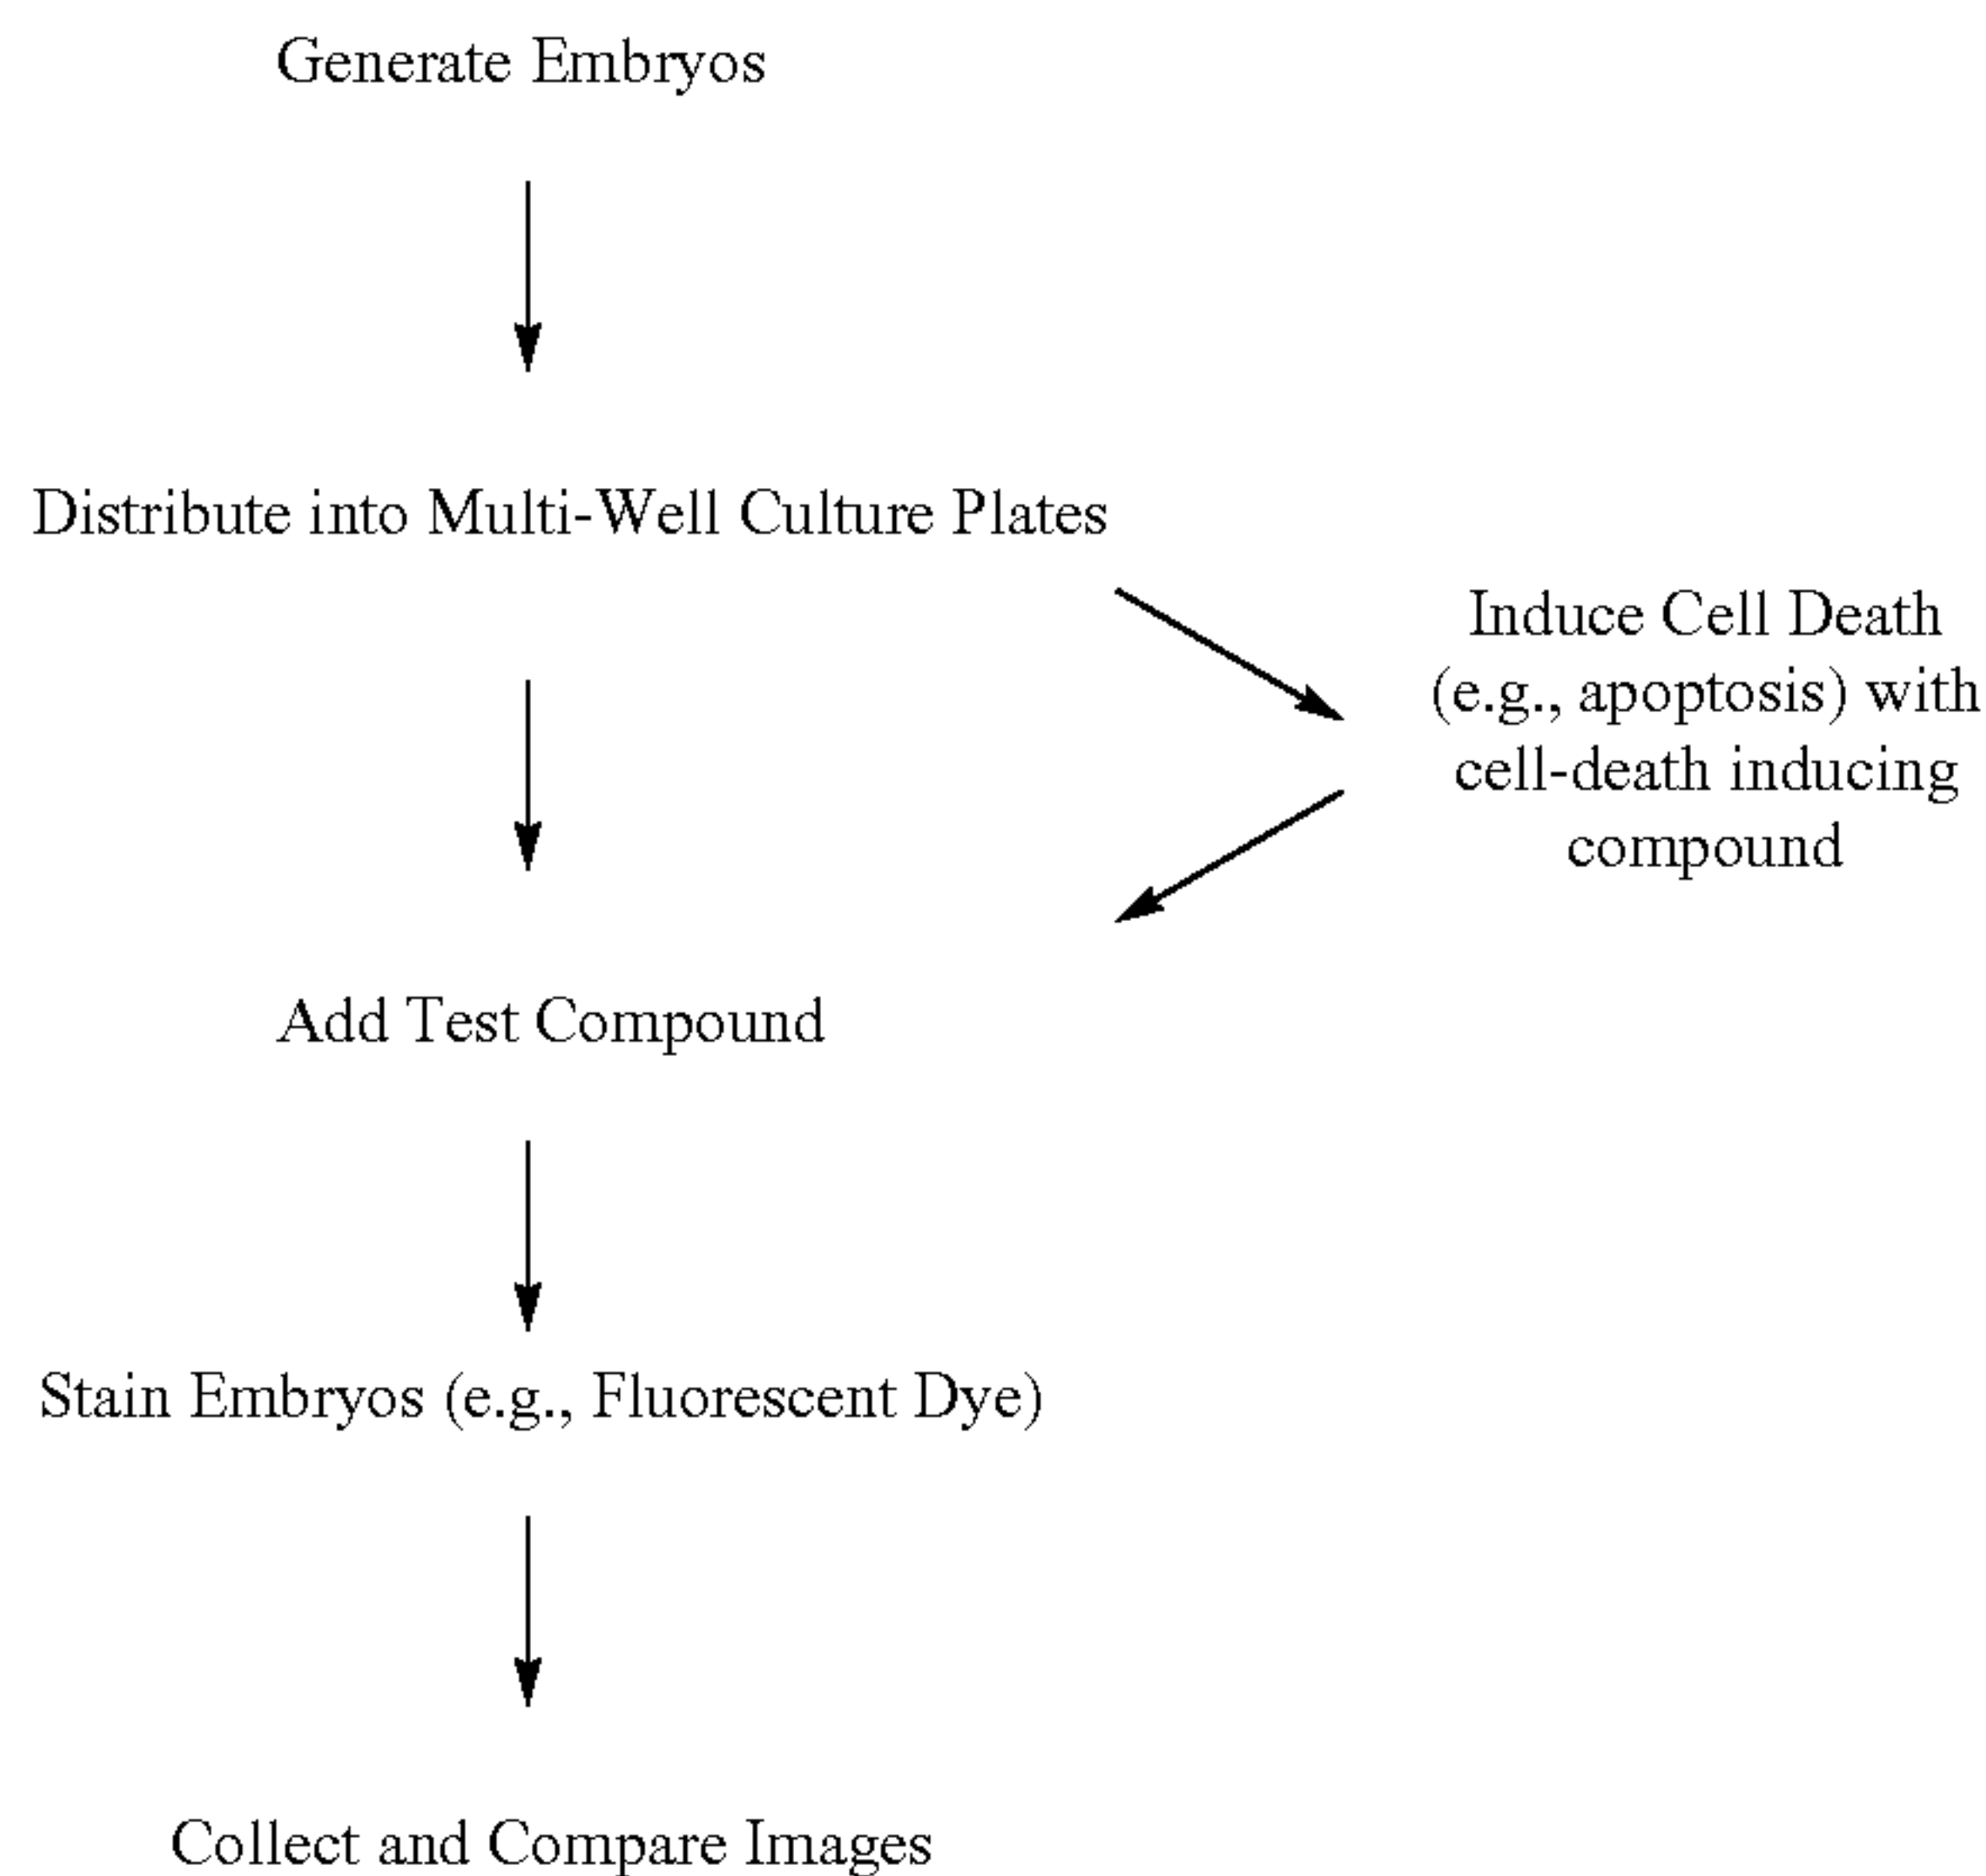 Generate Embryos
Distribute into Multi-Well Culture Plates
Induce Cell Death
(e.g., apoptosis) with
cell-death inducing
compound
Add Test Compound
Stain Embryos (e.g., Fluorescent Dye)
Collect and Compare Images